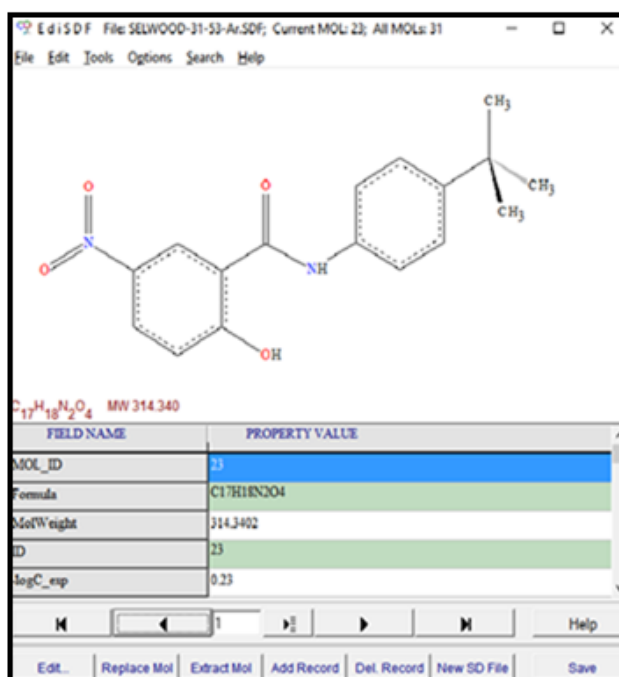 EdiSDF File: SELWOOD-31-53-Ar.SDF; Current MOL: 23; All MOLs: 31
File Edit Tools Options Search Help
CH3
CH3
CH3
O
O
N
O
NH
OH
C17H18N2O4 MW 314.340
FIELD NAME PROPERTY VALUE
MOL_ID 23
Formula C17H18N2O4
MolWeight 314.3402
ID 23
-logC_exp 0.23
1 Help
Edit... Replace Mol Extract Mol Add Record Del. Record New SD File Save